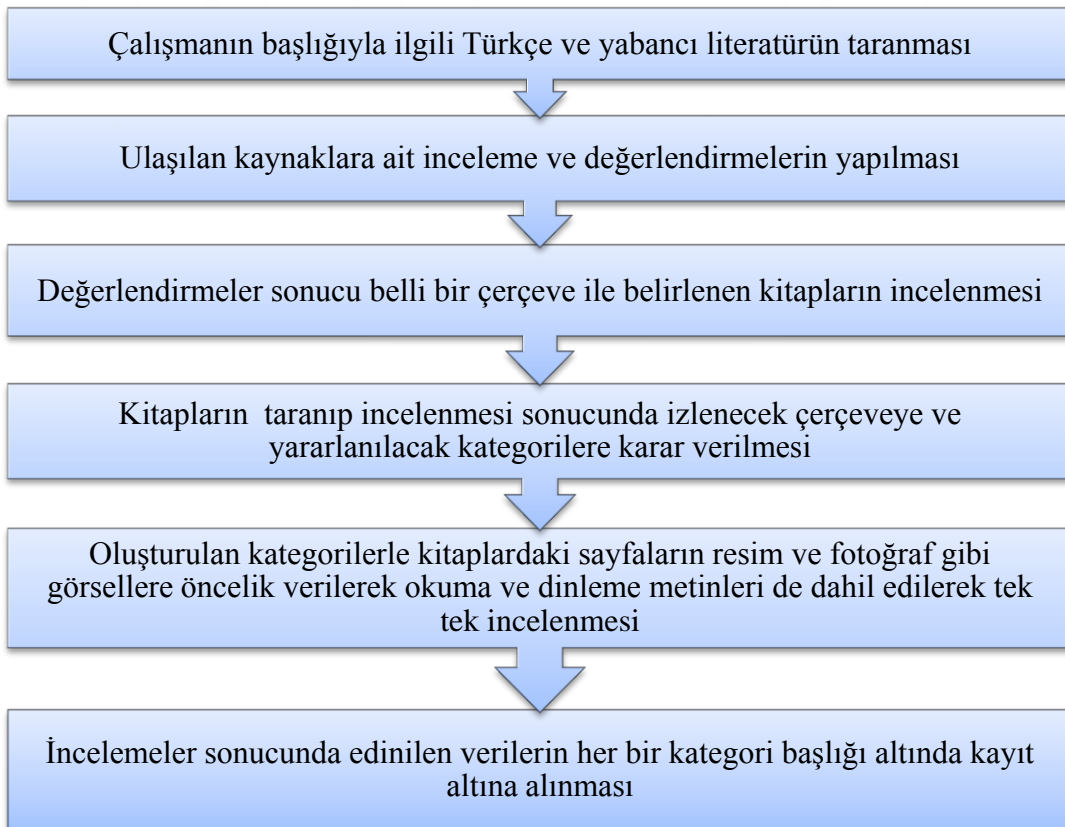 Çalışmanın başlığıyla ilgili Türkçe ve yabancı literatürün taranması
Ulaşılan kaynaklara ait inceleme ve değerlendirmelerin yapılması
Değerlendirmeler sonucu belli bir çerçeve ile belirlenen kitapların incelenmesi
Kitapların taranıp incelenmesi sonucunda izlenecek çerçeveye ve
yararlanılacak kategorilere karar verilmesi
Oluşturulan kategorilerle kitaplardaki sayfaların resim ve fotoğraf gibi
görsellere öncelik verilerek okuma ve dinleme metinleri de dahil edilerek tek
tek incelenmesi
İncelemeler sonucunda edinilen verilerin her bir kategori başlığı altında kayıt
altına alınması